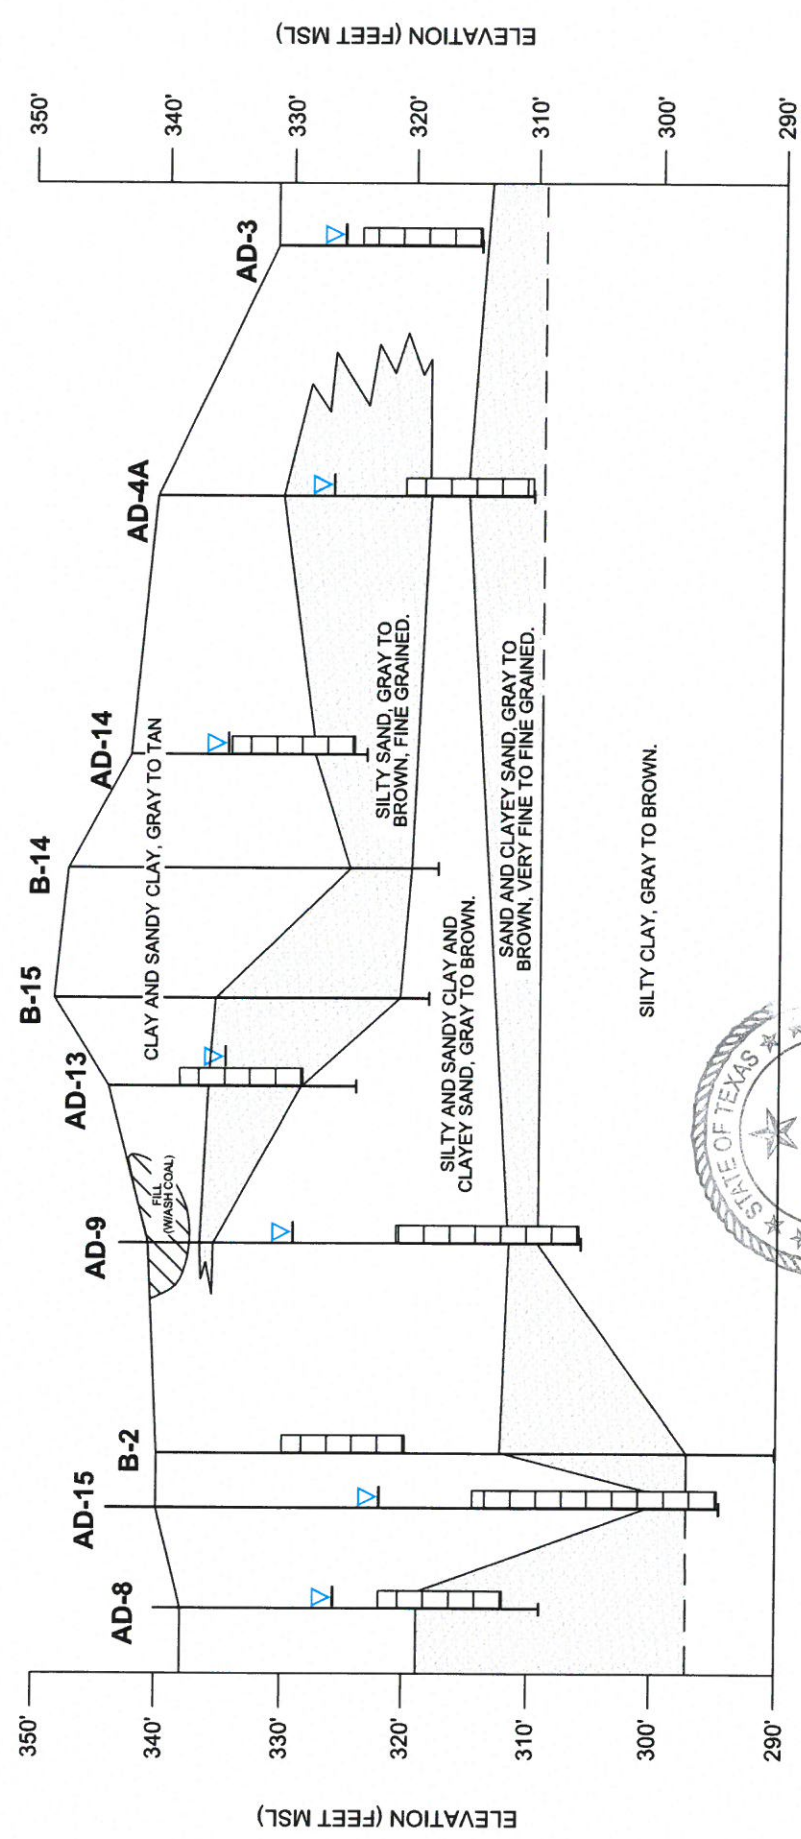 ELEVATION (FEET MSL)
350'
340'
330'
320'
310'
300'
290'
AD-8
AD-15
B-2
AD-9
AD-13
B-15
B-14
AD-14
AD-4A
AD-3
FILL
(W/ASH COAL)
CLAY AND SANDY CLAY, GRAY TO TAN
SILTY SAND, GRAY TO
BROWN, FINE GRAINED.
SILTY AND SANDY CLAY AND
CLAYEY SAND, GRAY TO BROWN.
SAND AND CLAYEY SAND, GRAY TO
BROWN, VERY FINE TO FINE GRAINED.
SILTY CLAY, GRAY TO BROWN.
STATE OF TEXAS
350'
340'
330'
320'
310'
300'
290'
ELEVATION (FEET MSL)